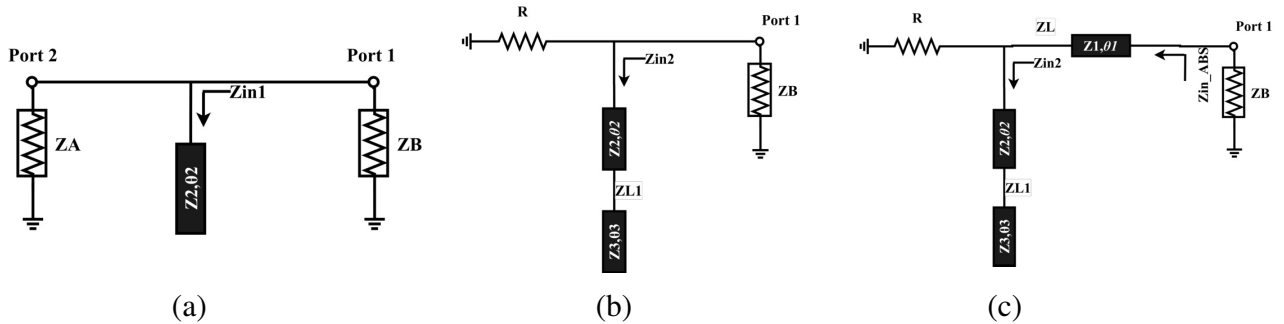 Port 2
Port 1
Zin1
ZA
ZB
Z2,θ2
(a)
R
Port 1
Zin2
ZB
Z2,θ2
ZL1
Z3,θ3
(b)
R
ZL
Z1,θ1
Port 1
Zin2
Zin_ABS
ZB
Z2,θ2
ZL1
Z3,θ3
(c)